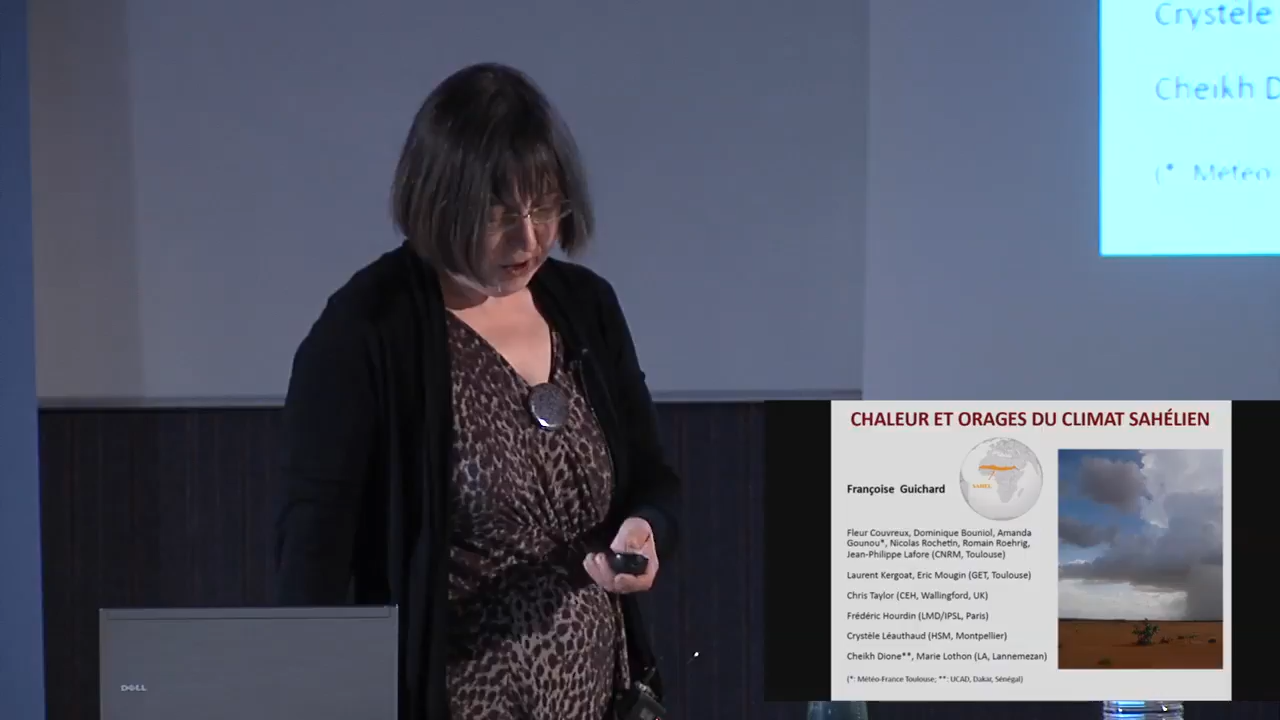 Crystèle
Cheikh D
(* Météo
CHALEUR ET ORAGES DU CLIMAT SAHÉLIEN
SAHEL
Françoise Guichard
Fleur Couvreux, Dominique Bouniol, Amanda
Gounou*, Nicolas Rochetin, Romain Roehrig,
Jean-Philippe Lafore (CNRM, Toulouse)
Laurent Kergoat, Eric Mougin (GET, Toulouse)
Chris Taylor (CEH, Wallingford, UK)
Frédéric Hourdin (LMD/IPSL, Paris)
Crystèle Léauthaud (HSM, Montpellier)
Cheikh Dione**, Marie Lothon (LA, Lannemezan)
(*: Météo-France Toulouse; **: UCAD, Dakar, Sénégal)
DELL